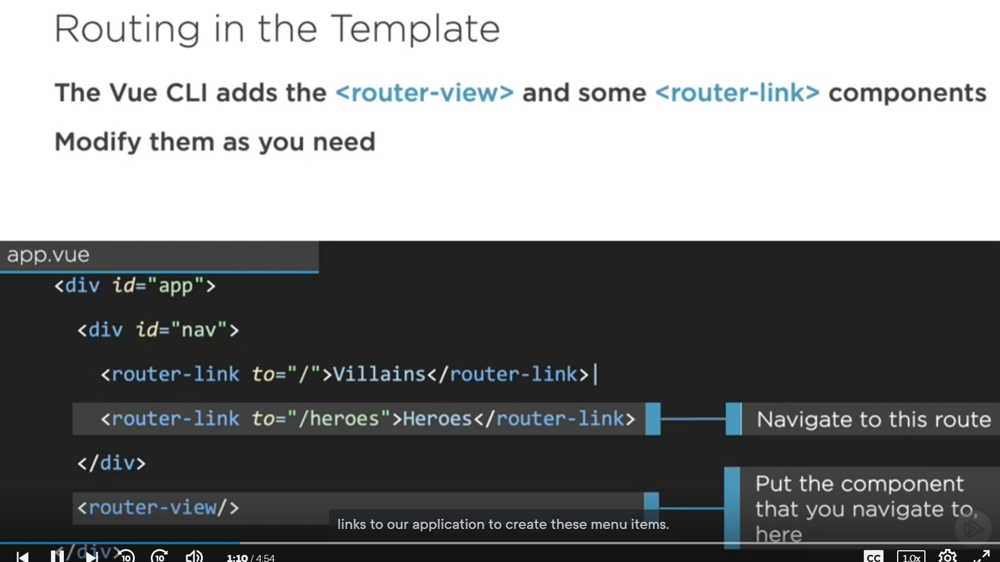 Routing in the Template
The Vue CLI adds the <router-view> and some <router-link> components
Modify them as you need
app.vue
<div id="app">
<div id="nav">
<router-link to="/">Villains</router-link>
<router-link to="/heroes">Heroes</router-link>
Navigate to this route
</div>
<router-view/>
Put the component
that you navigate to,
here
links to our application to create these menu items.
</div>
10
10
1:10 / 4:54
CC
1.0x